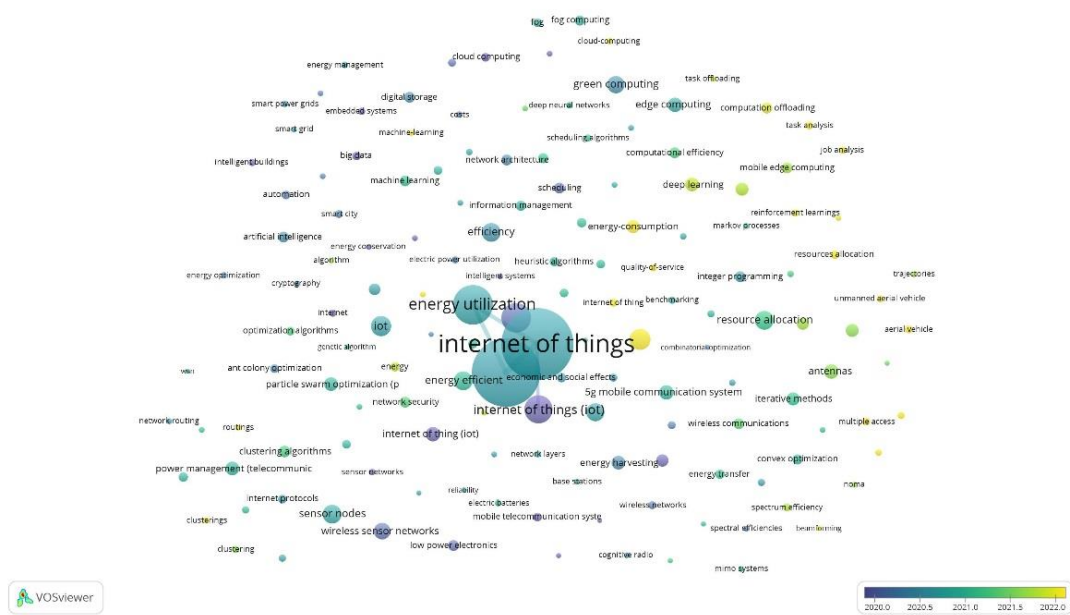 fog
fog computing
cloud-computing
cloud computing
energy management
green computing
task offloading
digital storage
smart power grids
embedded systems
deep neural networks
edge computing
computation offloading
costs
smart grid
machine-learning
scheduling algorithms
task analysis
big data
network architecture
computational efficiency
job analysis
intelligent buildings
mobile edge computing
machine learning
scheduling
deep learning
automation
information management
smart city
reinforcement learnings
efficiency
energy-consumption
markov processes
artificial intelligence
energy conservation
algorithm
electric power utilization
heuristic algorithms
quality-of-service
resources allocation
energy optimization
intelligent systems
integer programming
trajectories
cryptography
energy utilization
internet of thing
benchmarking
unmanned aerial vehicle
internet
iot
resource allocation
optimization algorithms
aerial vehicle
internet of things
genetic algorithm
combinatorial optimization
ant colony optimization
energy
antennas
wsn
particle swarm optimization (p
energy efficient
economic and social effects
5g mobile communication system
iterative methods
network security
internet of things (iot)
network routing
routings
wireless communications
multiple access
internet of thing (iot)
clustering algorithms
network layers
power management (telecommunic
sensor networks
energy harvesting
convex optimization
energy transfer
base stations
noma
internet protocols
reliability
electric batteries
wireless networks
spectrum efficiency
sensor nodes
mobile telecommunication syste
clusterings
wireless sensor networks
spectral efficiencies
beamforming
clustering
low power electronics
cognitive radio
mimo systems
VOSviewer
2020.0 2020.5 2021.0 2021.5 2022.0